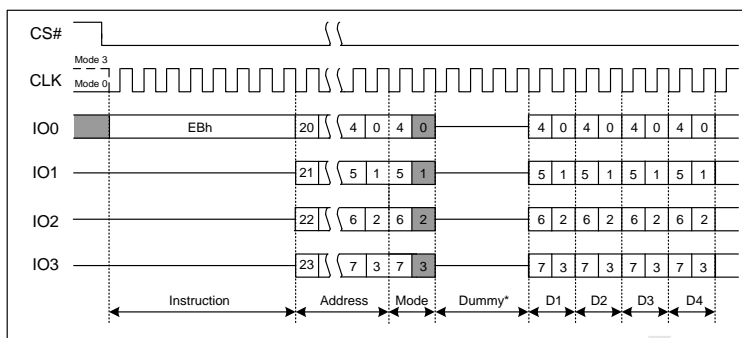 CS#
Mode 3
CLK
Mode 0
IO0 EBh 20 4 0 4 0 4 0 4 0 4 0 4 0
IO1 21 5 1 5 1 5 1 5 1 5 1 5 1
IO2 22 6 2 6 2 6 2 6 2 6 2 6 2
IO3 23 7 3 7 3 7 3 7 3 7 3 7 3
Instruction Address Mode Dummy* D1 D2 D3 D4